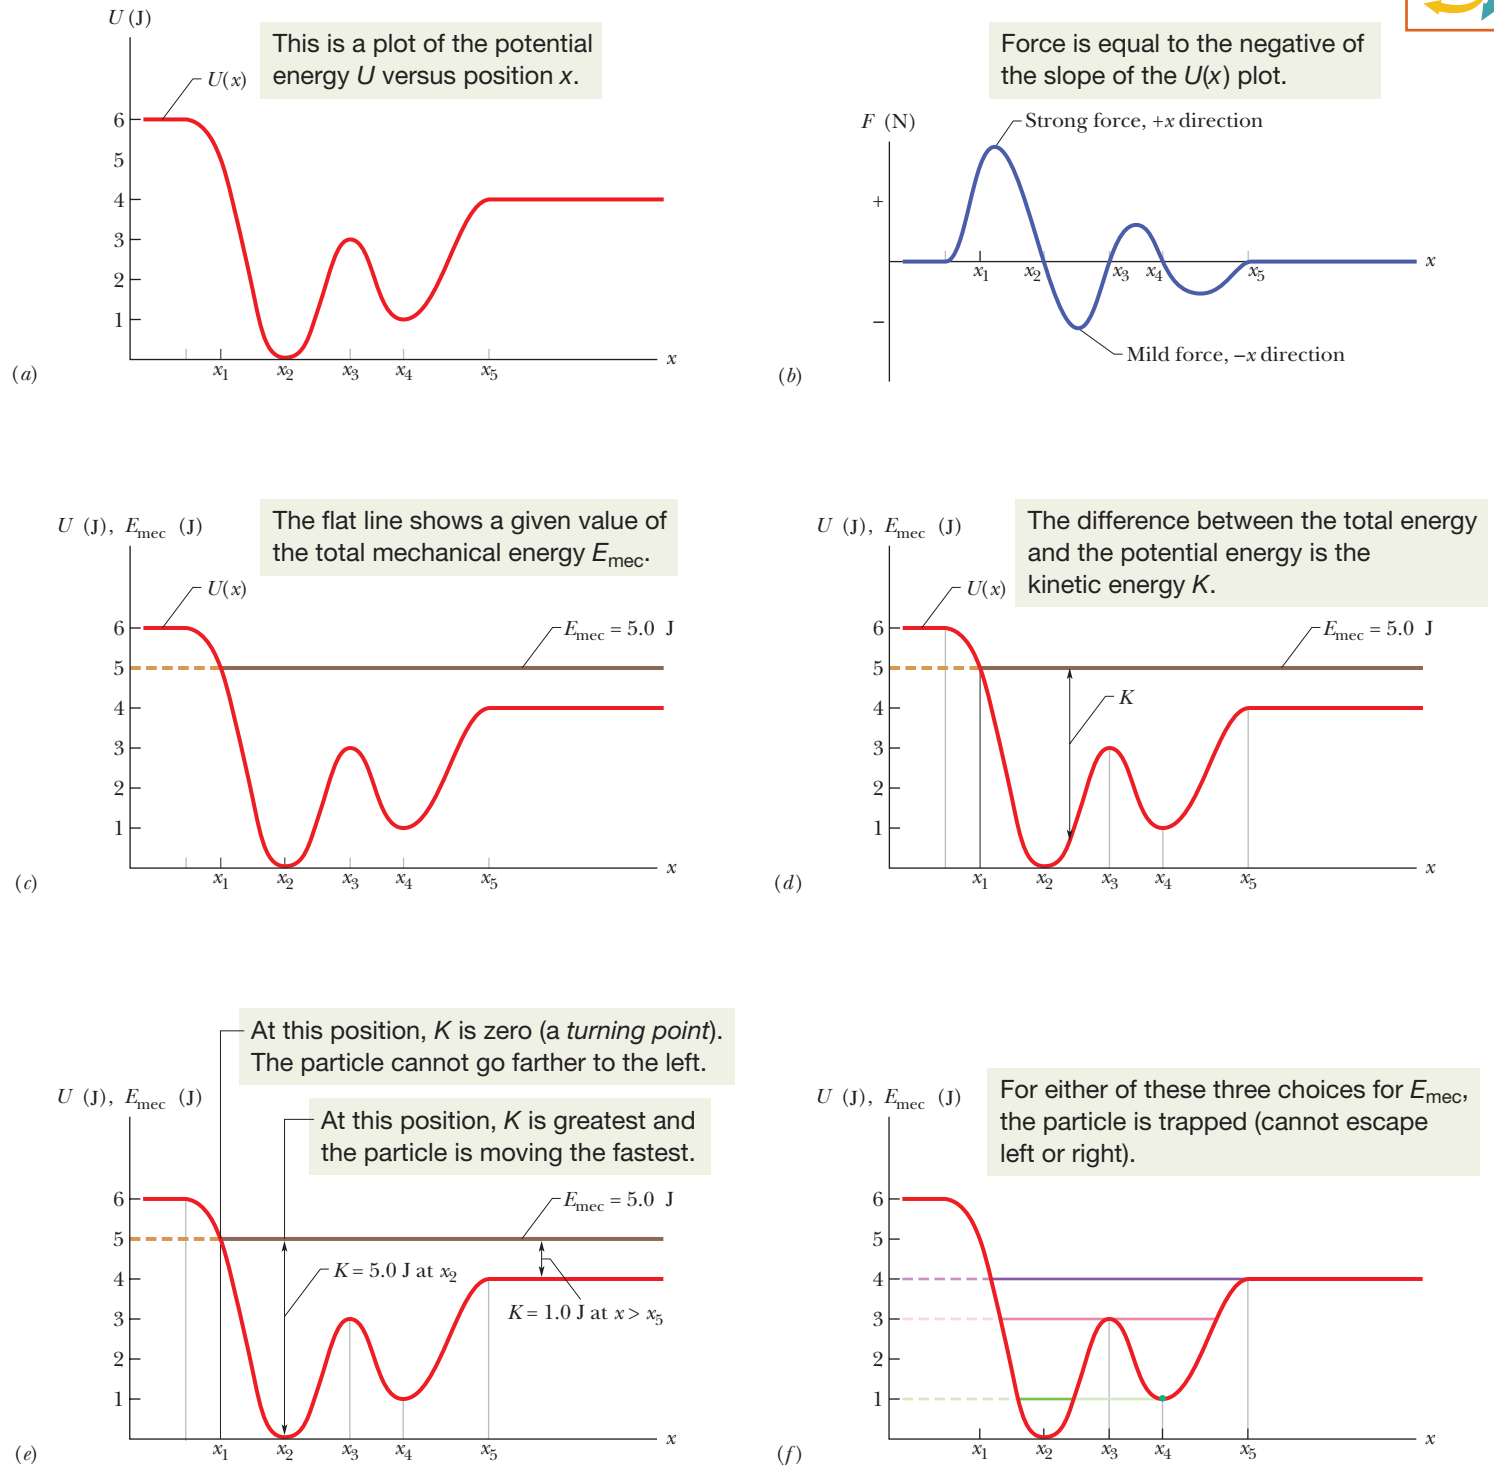 U (J)
This is a plot of the potential
energy U versus position x.
U(x)
6
5
4
3
2
1
x
x1
x2
x3
x4
x5
(a)
Force is equal to the negative of
the slope of the U(x) plot.
F (N)
Strong force, +x direction
+
x1
x2
x3
x4
x5
x
–
Mild force, –x direction
(b)
U (J), Emec (J)
The flat line shows a given value of
the total mechanical energy Emec.
U(x)
6
Emec = 5.0 J
5
4
3
2
1
x
x1
x2
x3
x4
x5
(c)
U (J), Emec (J)
The difference between the total energy
and the potential energy is the
kinetic energy K.
U(x)
6
Emec = 5.0 J
5
K
4
3
2
1
x
x1
x2
x3
x4
x5
(d)
At this position, K is zero (a turning point).
The particle cannot go farther to the left.
U (J), Emec (J)
At this position, K is greatest and
the particle is moving the fastest.
6
Emec = 5.0 J
5
K = 5.0 J at x2
4
K = 1.0 J at x > x5
3
2
1
x
x1
x2
x3
x4
x5
(e)
U (J), Emec (J)
For either of these three choices for Emec,
the particle is trapped (cannot escape
left or right).
6
5
4
3
2
1
x
x1
x2
x3
x4
x5
(f)